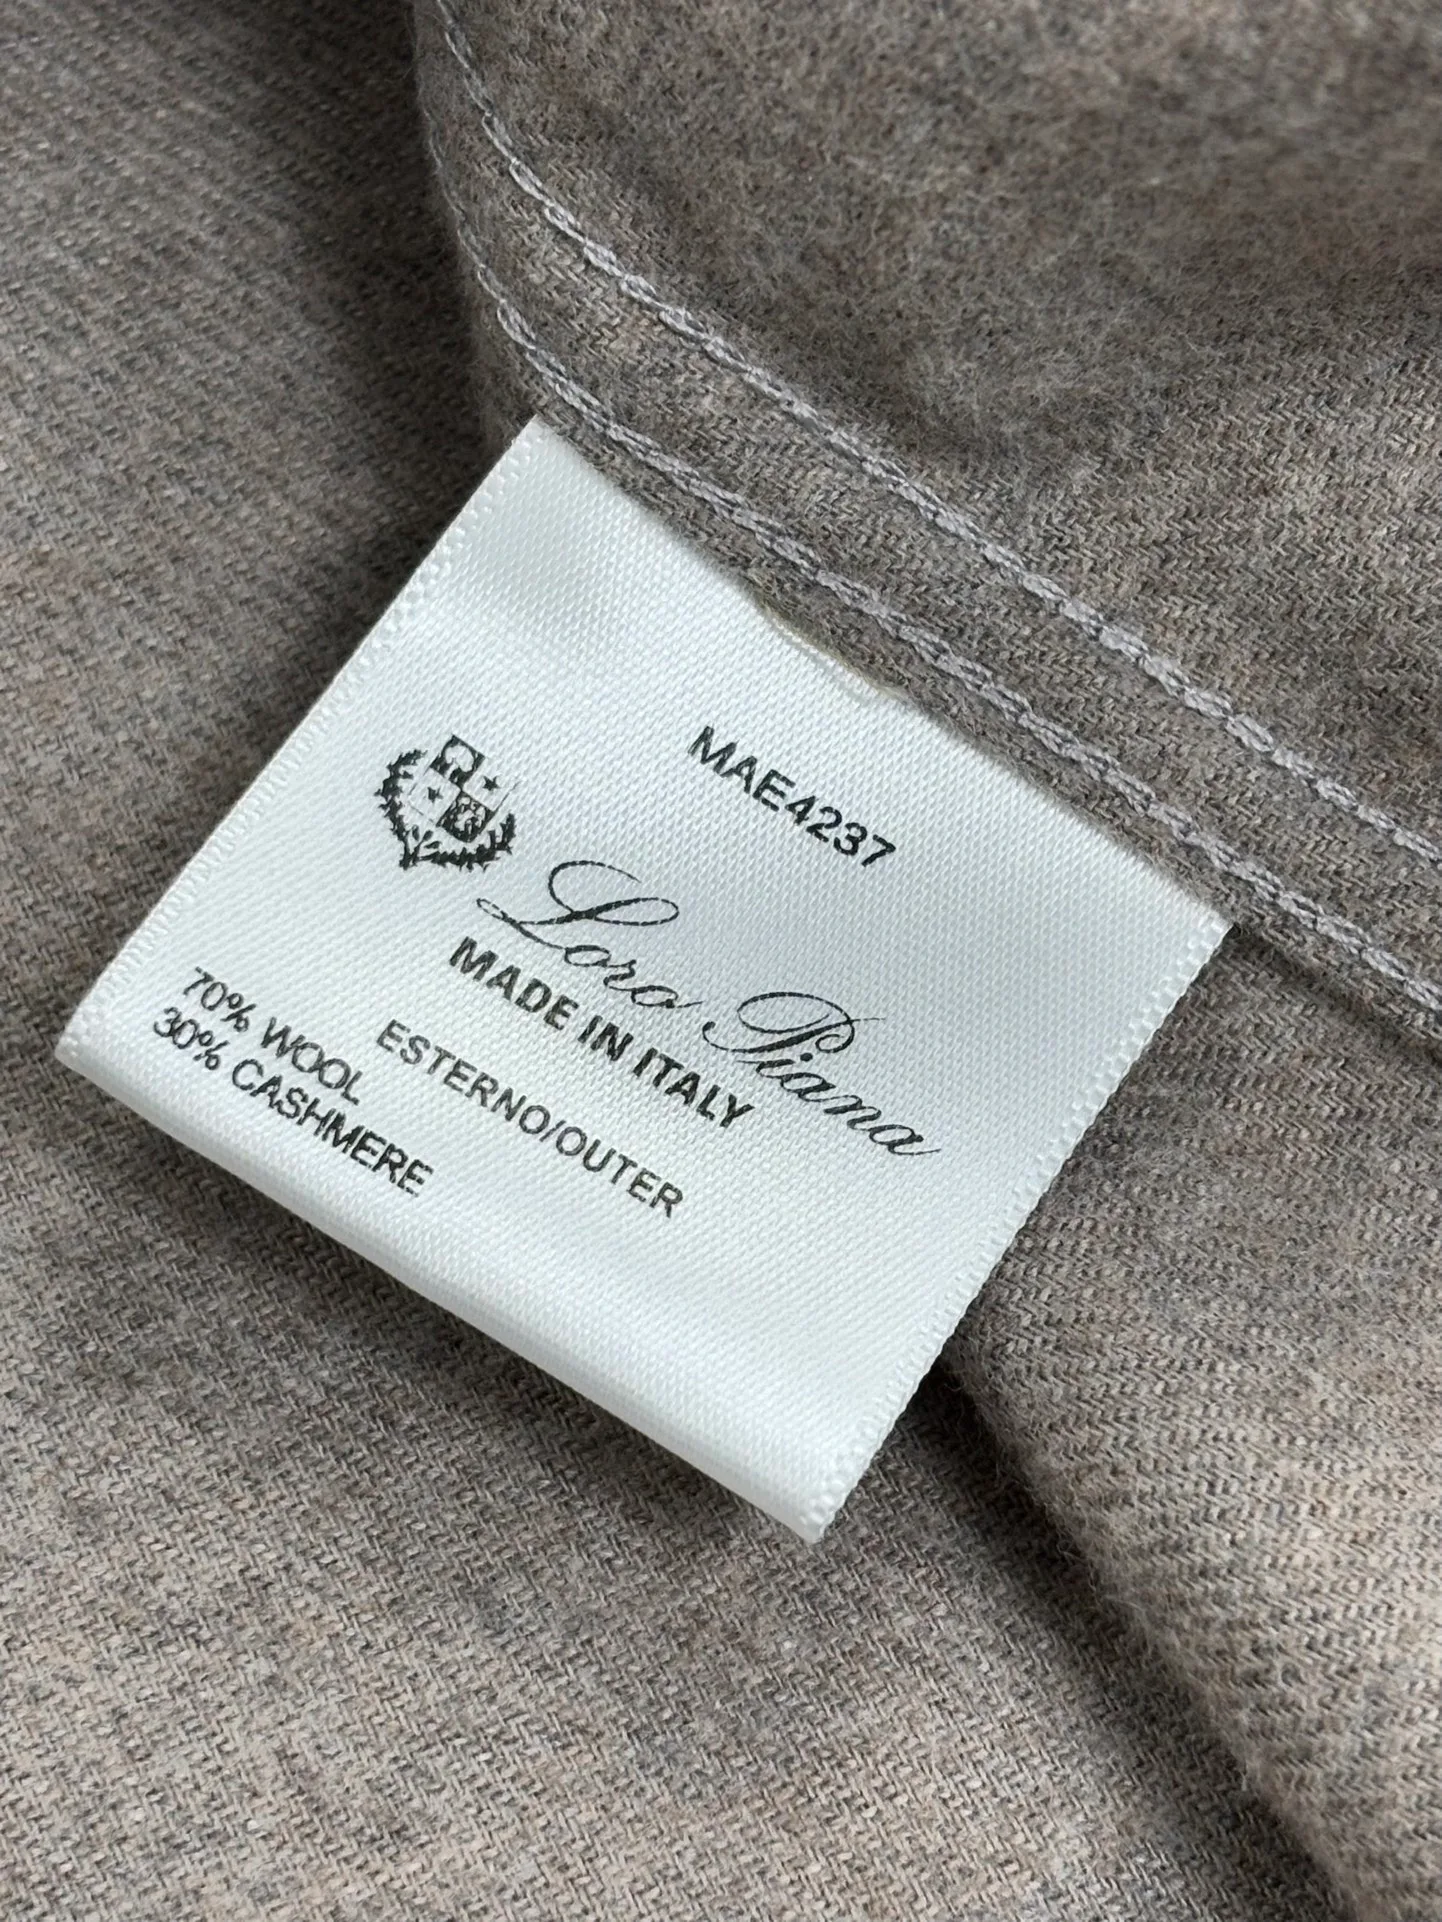 MAE4237
Loro Piana
MADE IN ITALY
ESTERNO/OUTER
70% WOOL
30% CASHMERE